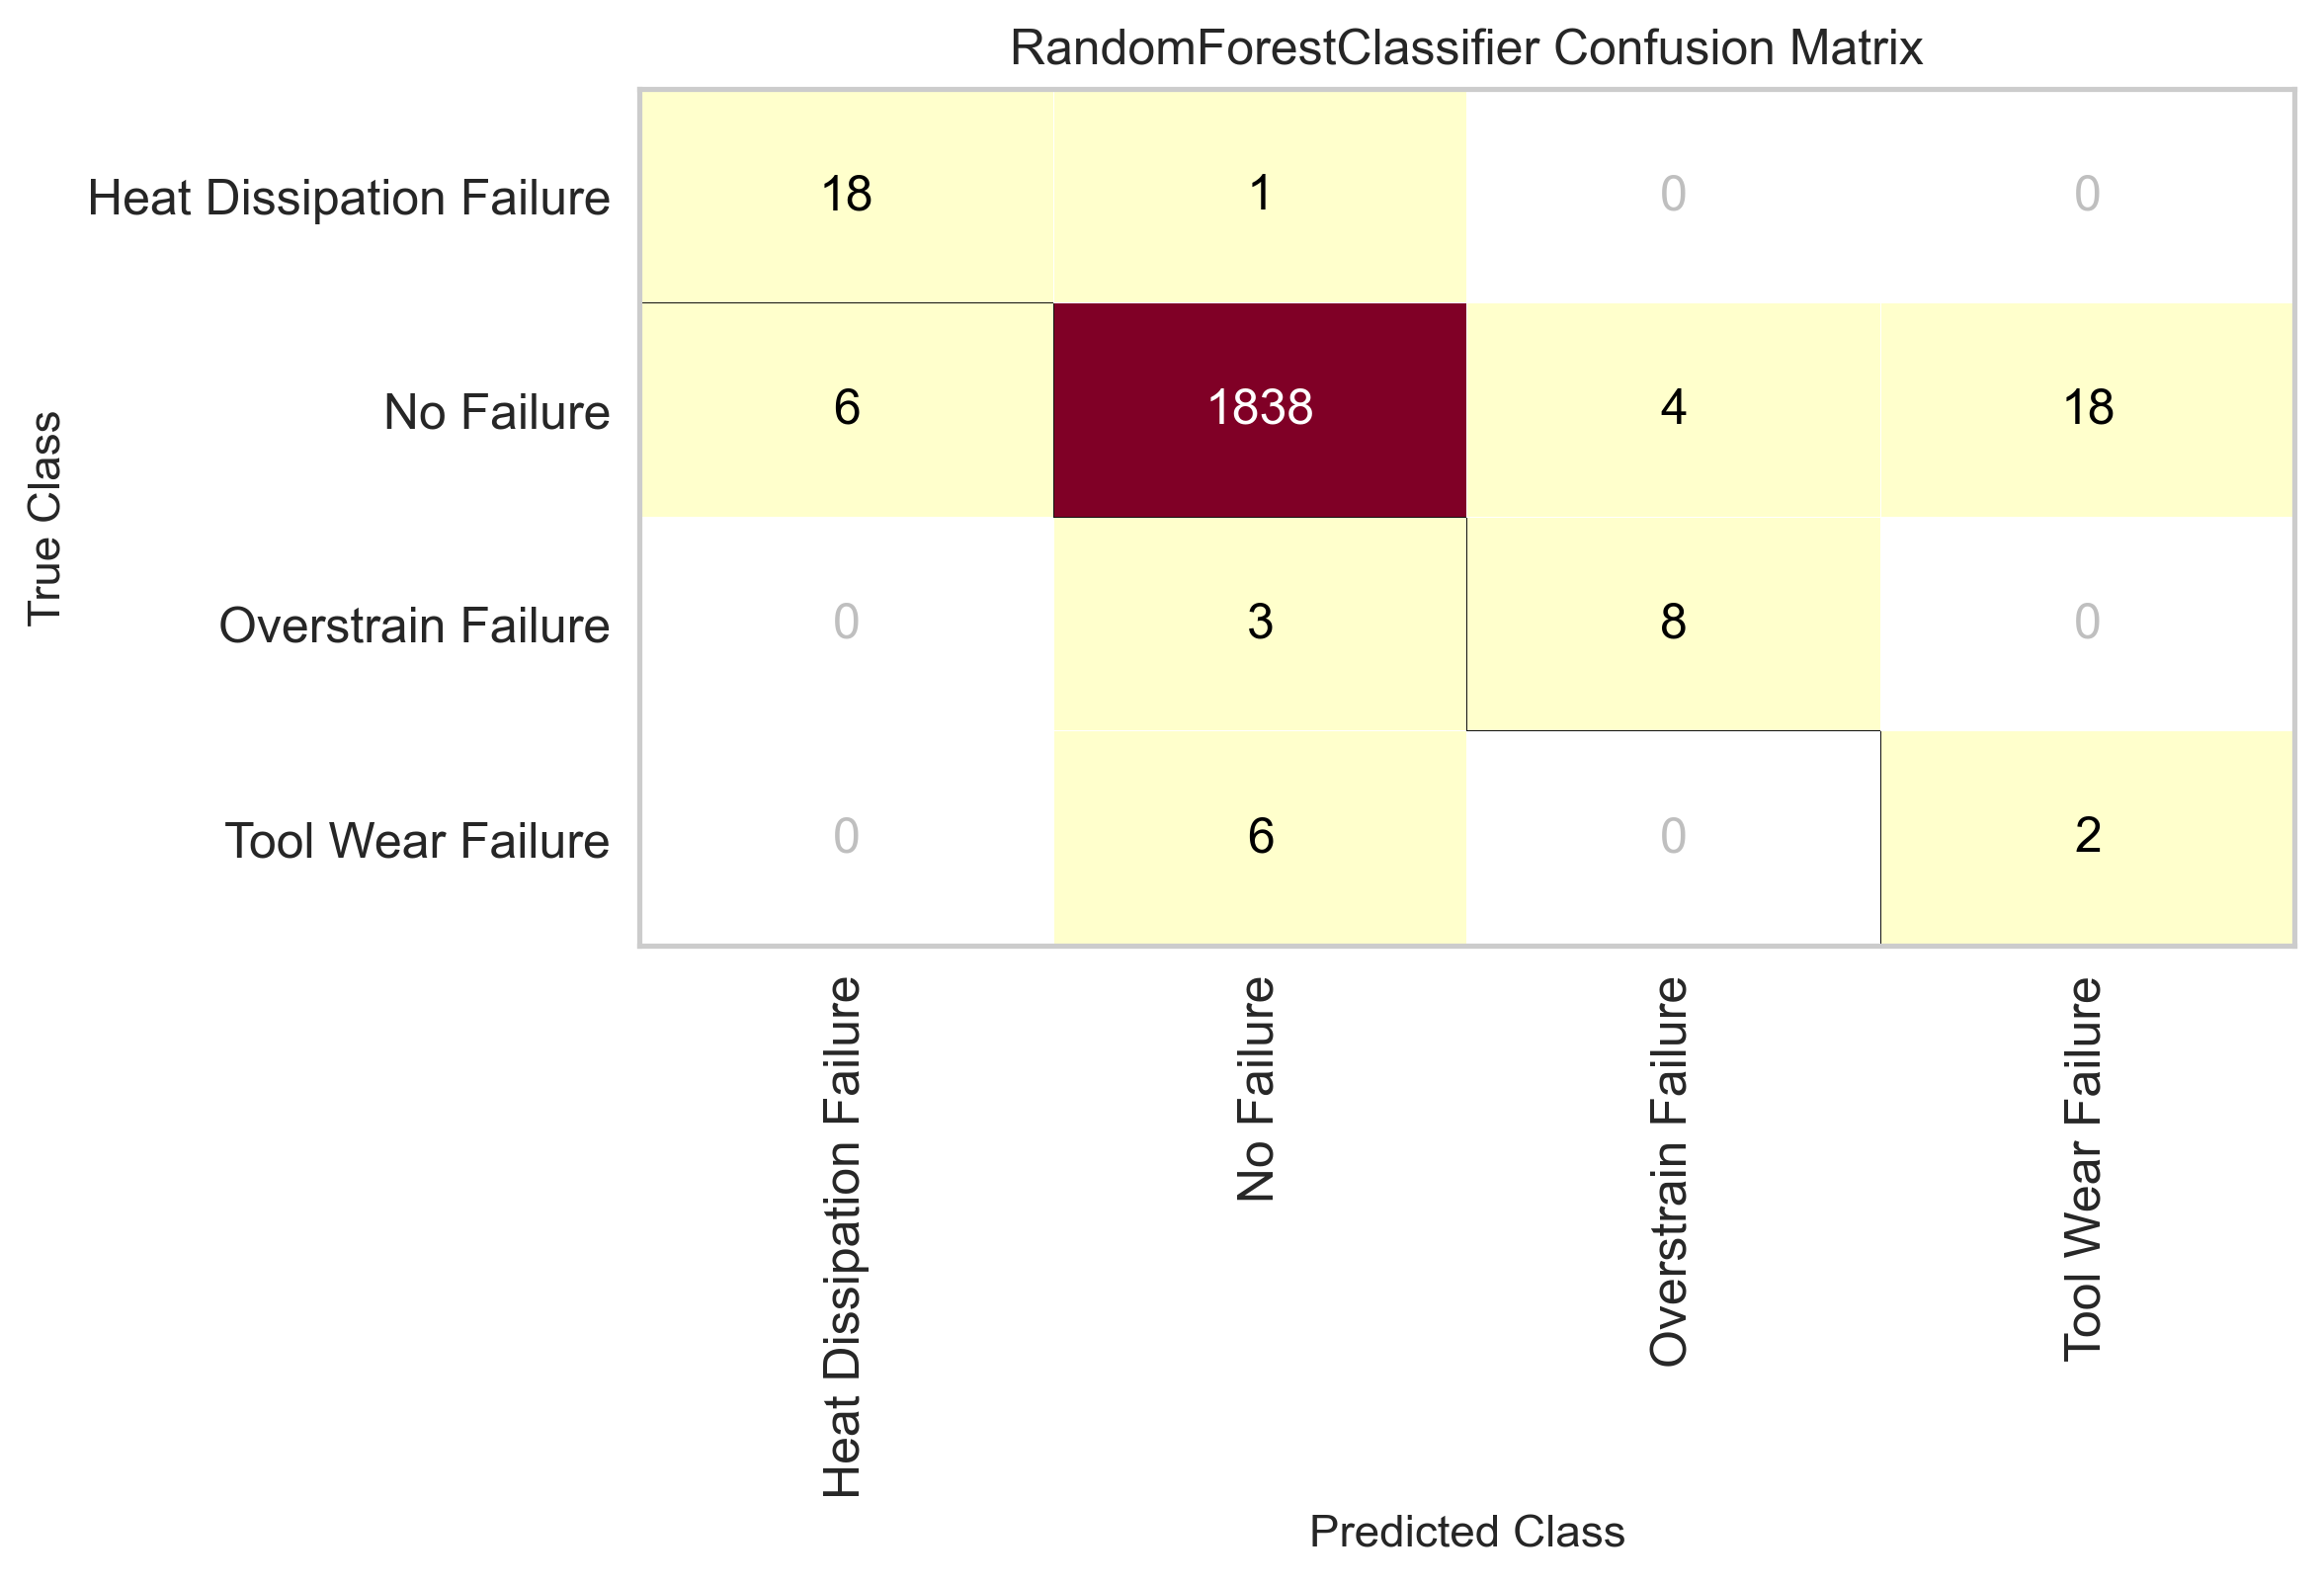 RandomForestClassifier Confusion Matrix
True Class
Heat Dissipation Failure 18 1 0 0
No Failure 6 1838 4 18
Overstrain Failure 0 3 8 0
Tool Wear Failure 0 6 0 2
Heat Dissipation Failure
No Failure
Overstrain Failure
Tool Wear Failure
Predicted Class